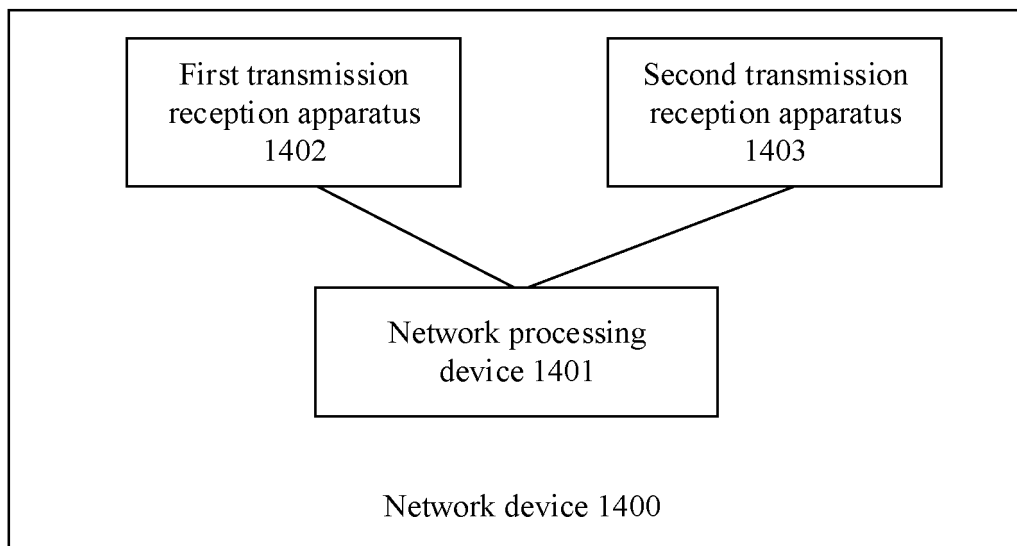 First transmission
reception apparatus
1402
Second transmission
reception apparatus
1403
Network processing
device 1401
Network device 1400